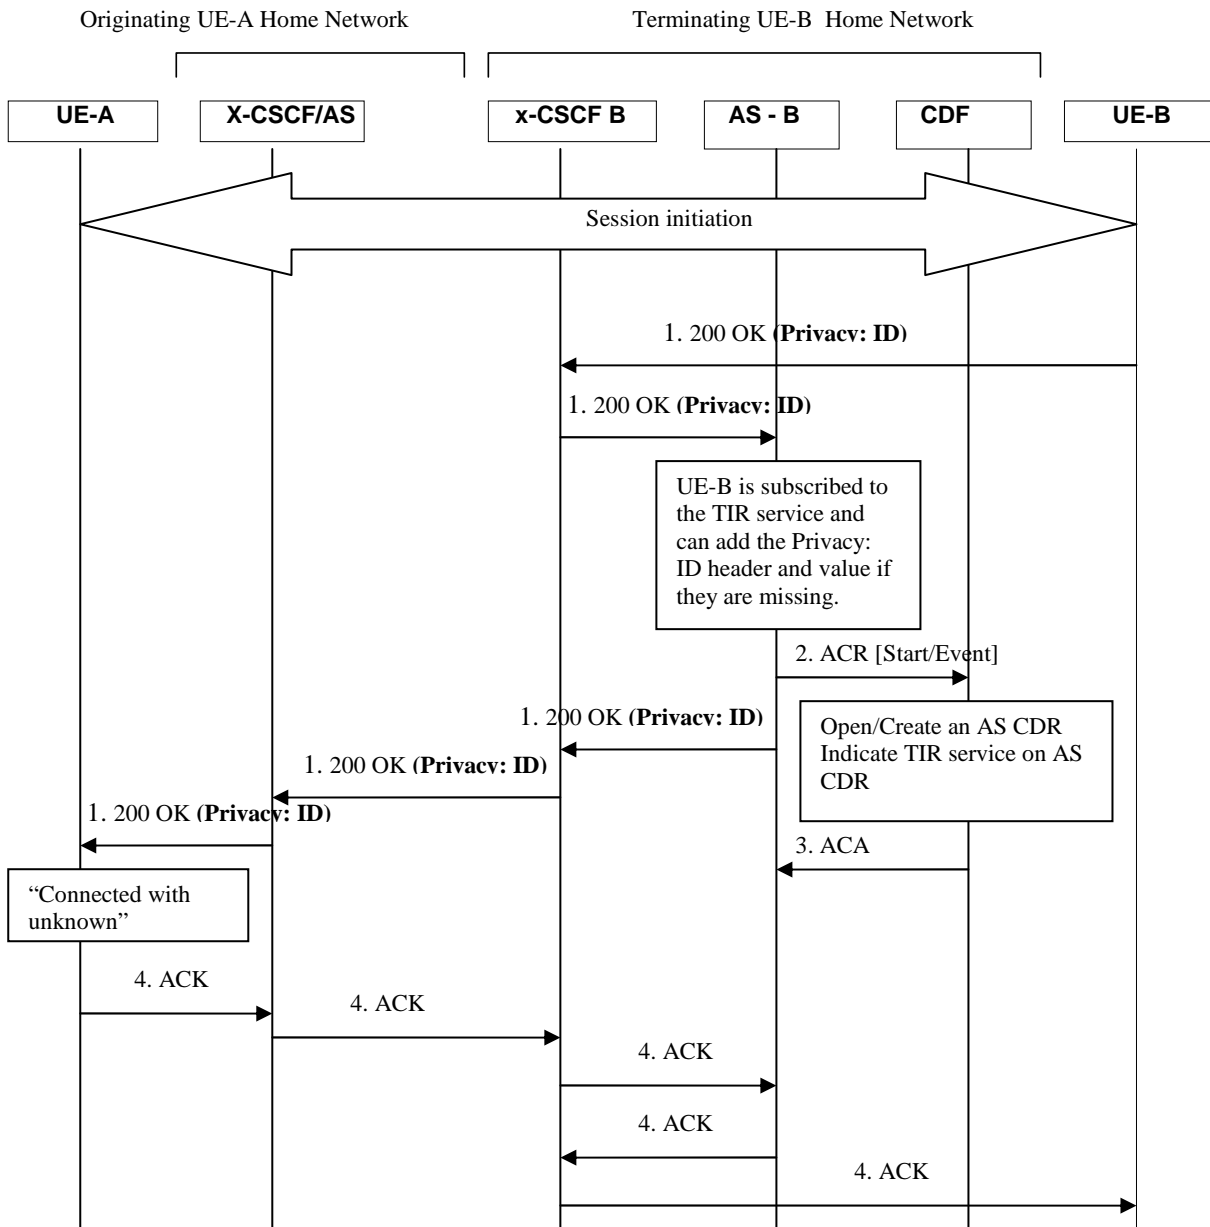 Originating UE-A Home Network
Terminating UE-B Home Network
UE-A
X-CSCF/AS
x-CSCF B
AS - B
CDF
UE-B
Session initiation
1. 200 OK (Privacy: ID)
1. 200 OK (Privacy: ID)
UE-B is subscribed to
the TIR service and
can add the Privacy:
ID header and value if
they are missing.
2. ACR [Start/Event]
1. 200 OK (Privacy: ID)
Open/Create an AS CDR
Indicate TIR service on AS
CDR
1. 200 OK (Privacy: ID)
1. 200 OK (Privacy: ID)
3. ACA
“Connected with
unknown”
4. ACK
4. ACK
4. ACK
4. ACK
4. ACK